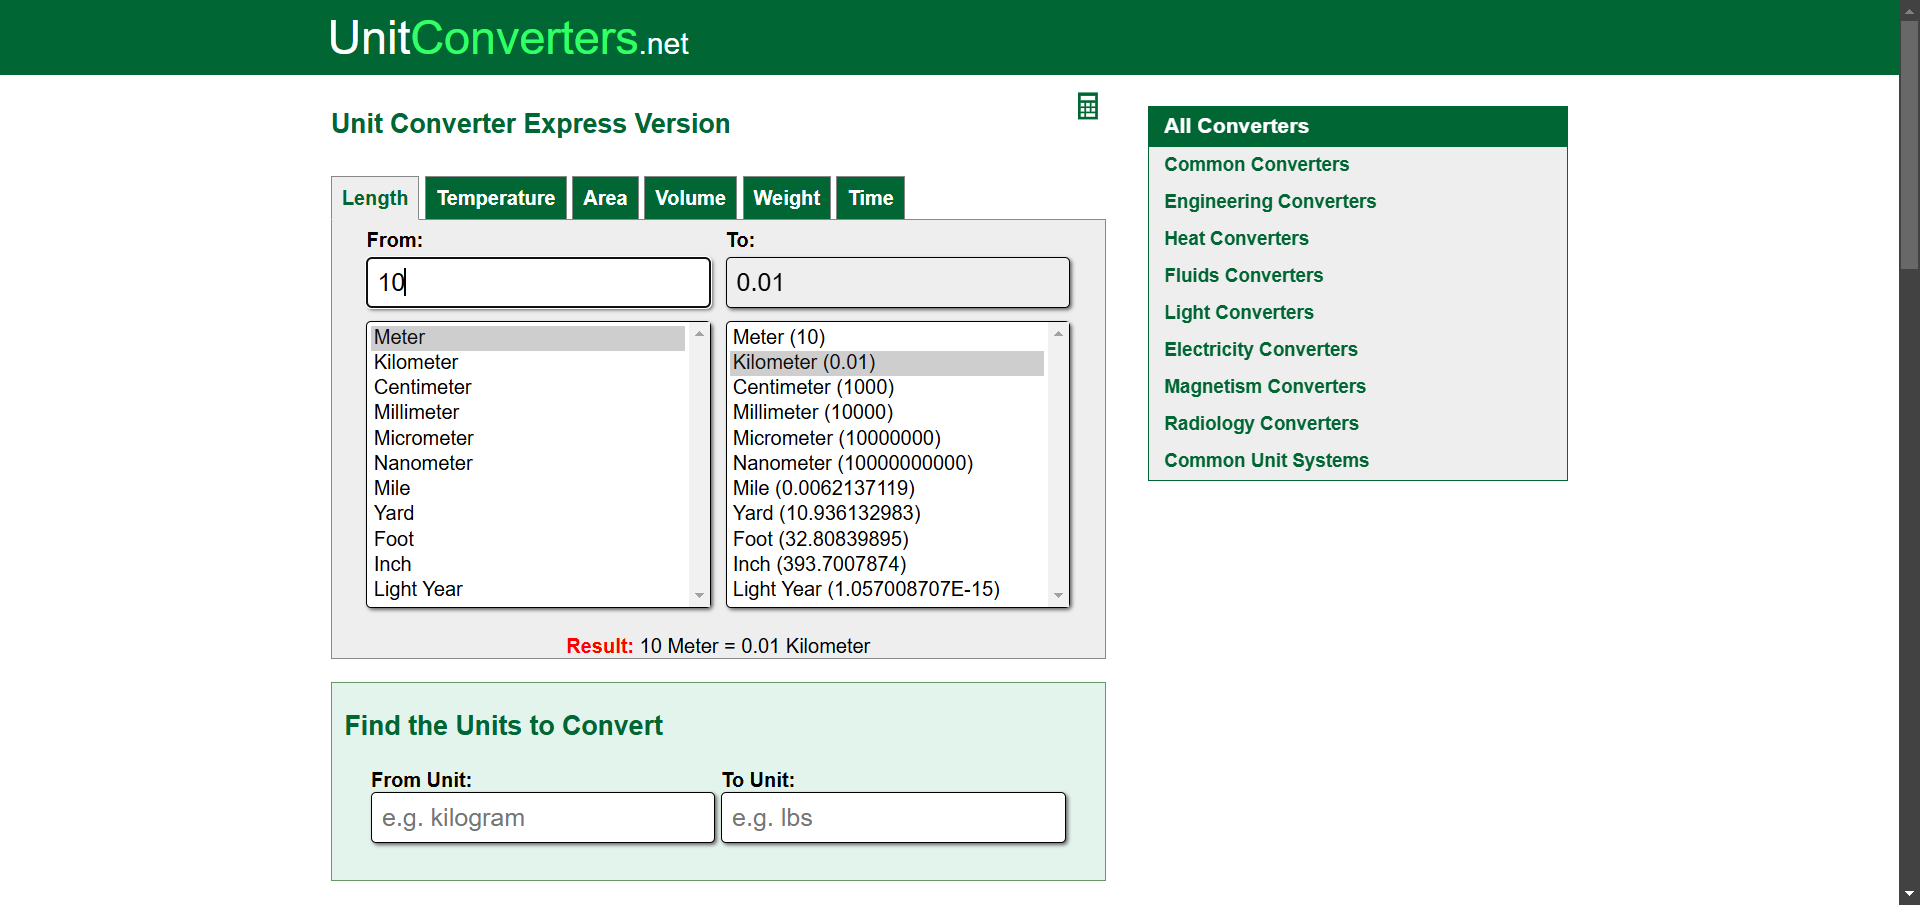 UnitConverters.net
Unit Converter Express Version
Length Temperature Area Volume Weight Time
From: To:
10 0.01
Meter
Kilometer
Centimeter
Millimeter
Micrometer
Nanometer
Mile
Yard
Foot
Inch
Light Year
Meter (10)
Kilometer (0.01)
Centimeter (1000)
Millimeter (10000)
Micrometer (10000000)
Nanometer (10000000000)
Mile (0.0062137119)
Yard (10.936132983)
Foot (32.80839895)
Inch (393.7007874)
Light Year (1.057008707E-15)
Result: 10 Meter = 0.01 Kilometer
Find the Units to Convert
From Unit: To Unit:
e.g. kilogram e.g. lbs
All Converters
Common Converters
Engineering Converters
Heat Converters
Fluids Converters
Light Converters
Electricity Converters
Magnetism Converters
Radiology Converters
Common Unit Systems